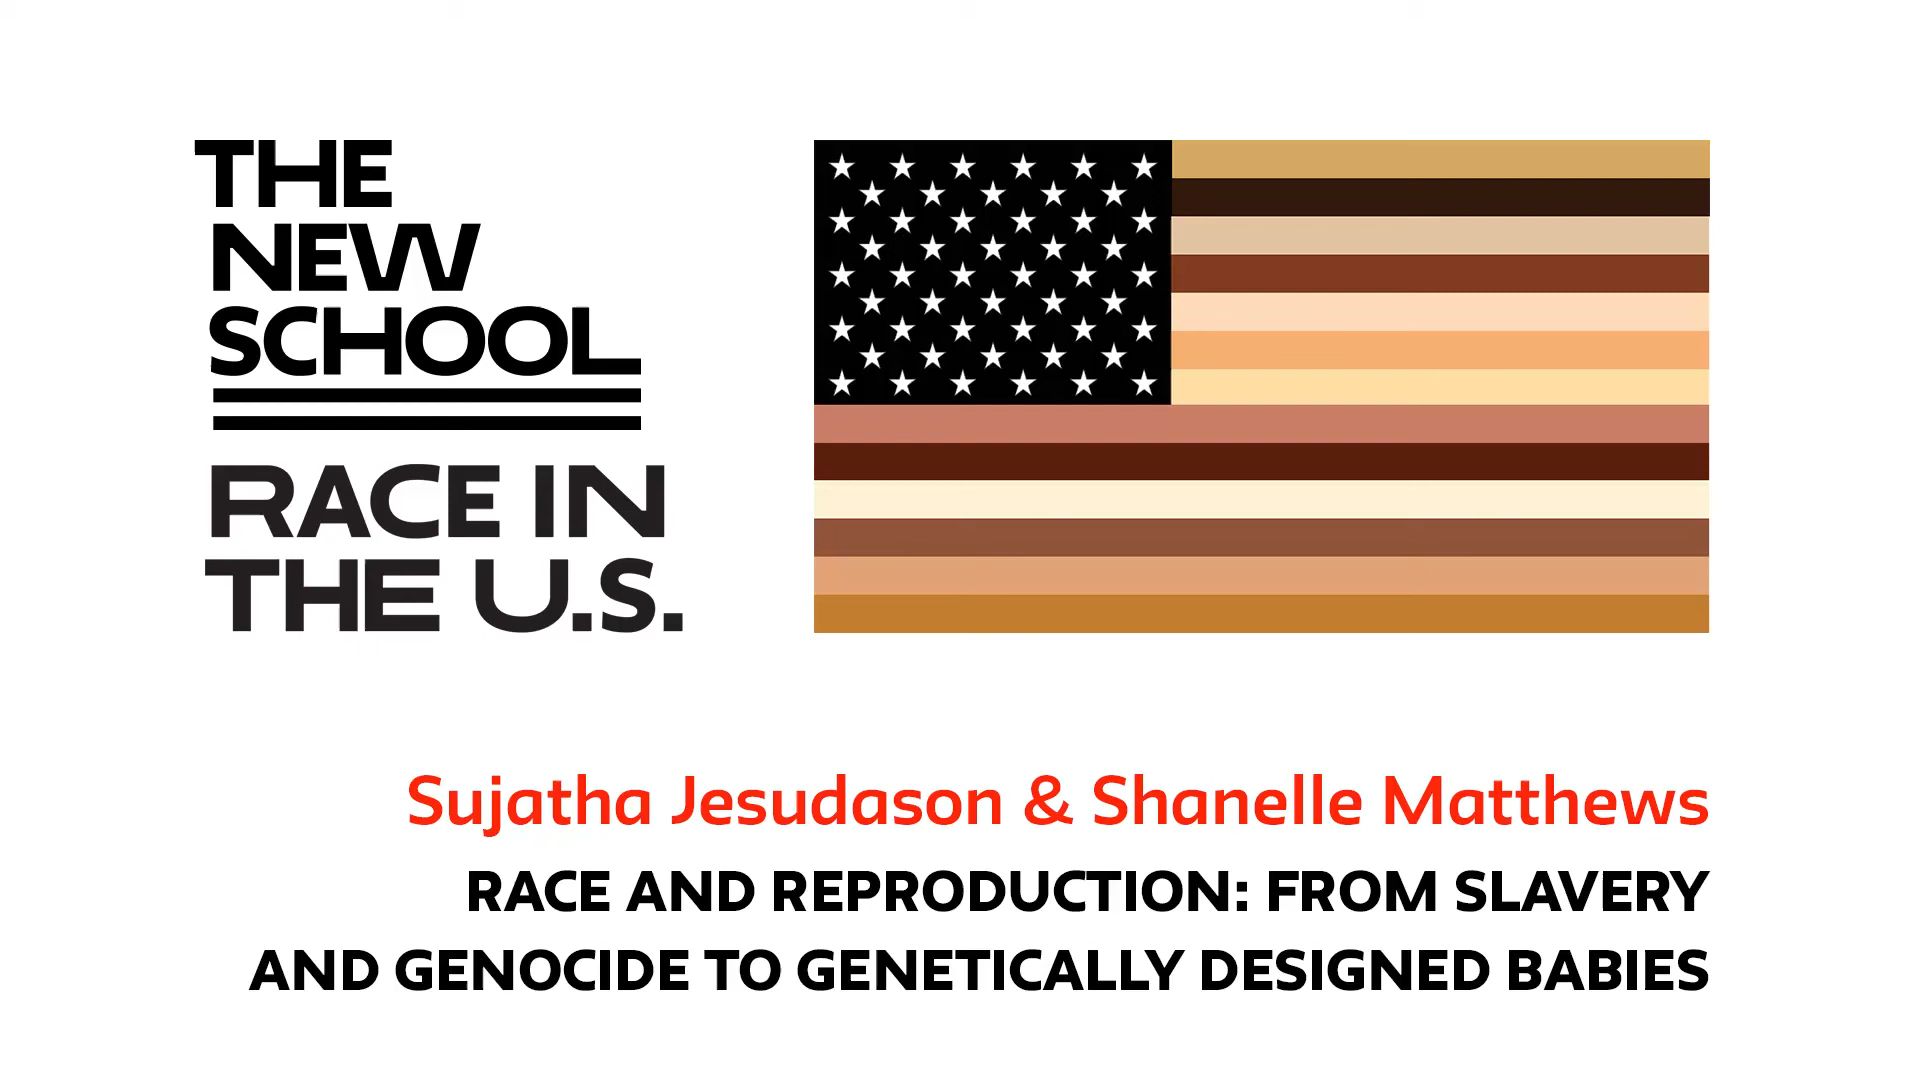 THE
NEW
SCHOOL
RACE IN
THE U.S.
Sujatha Jesudason & Shanelle Matthews
RACE AND REPRODUCTION: FROM SLAVERY
AND GENOCIDE TO GENETICALLY DESIGNED BABIES